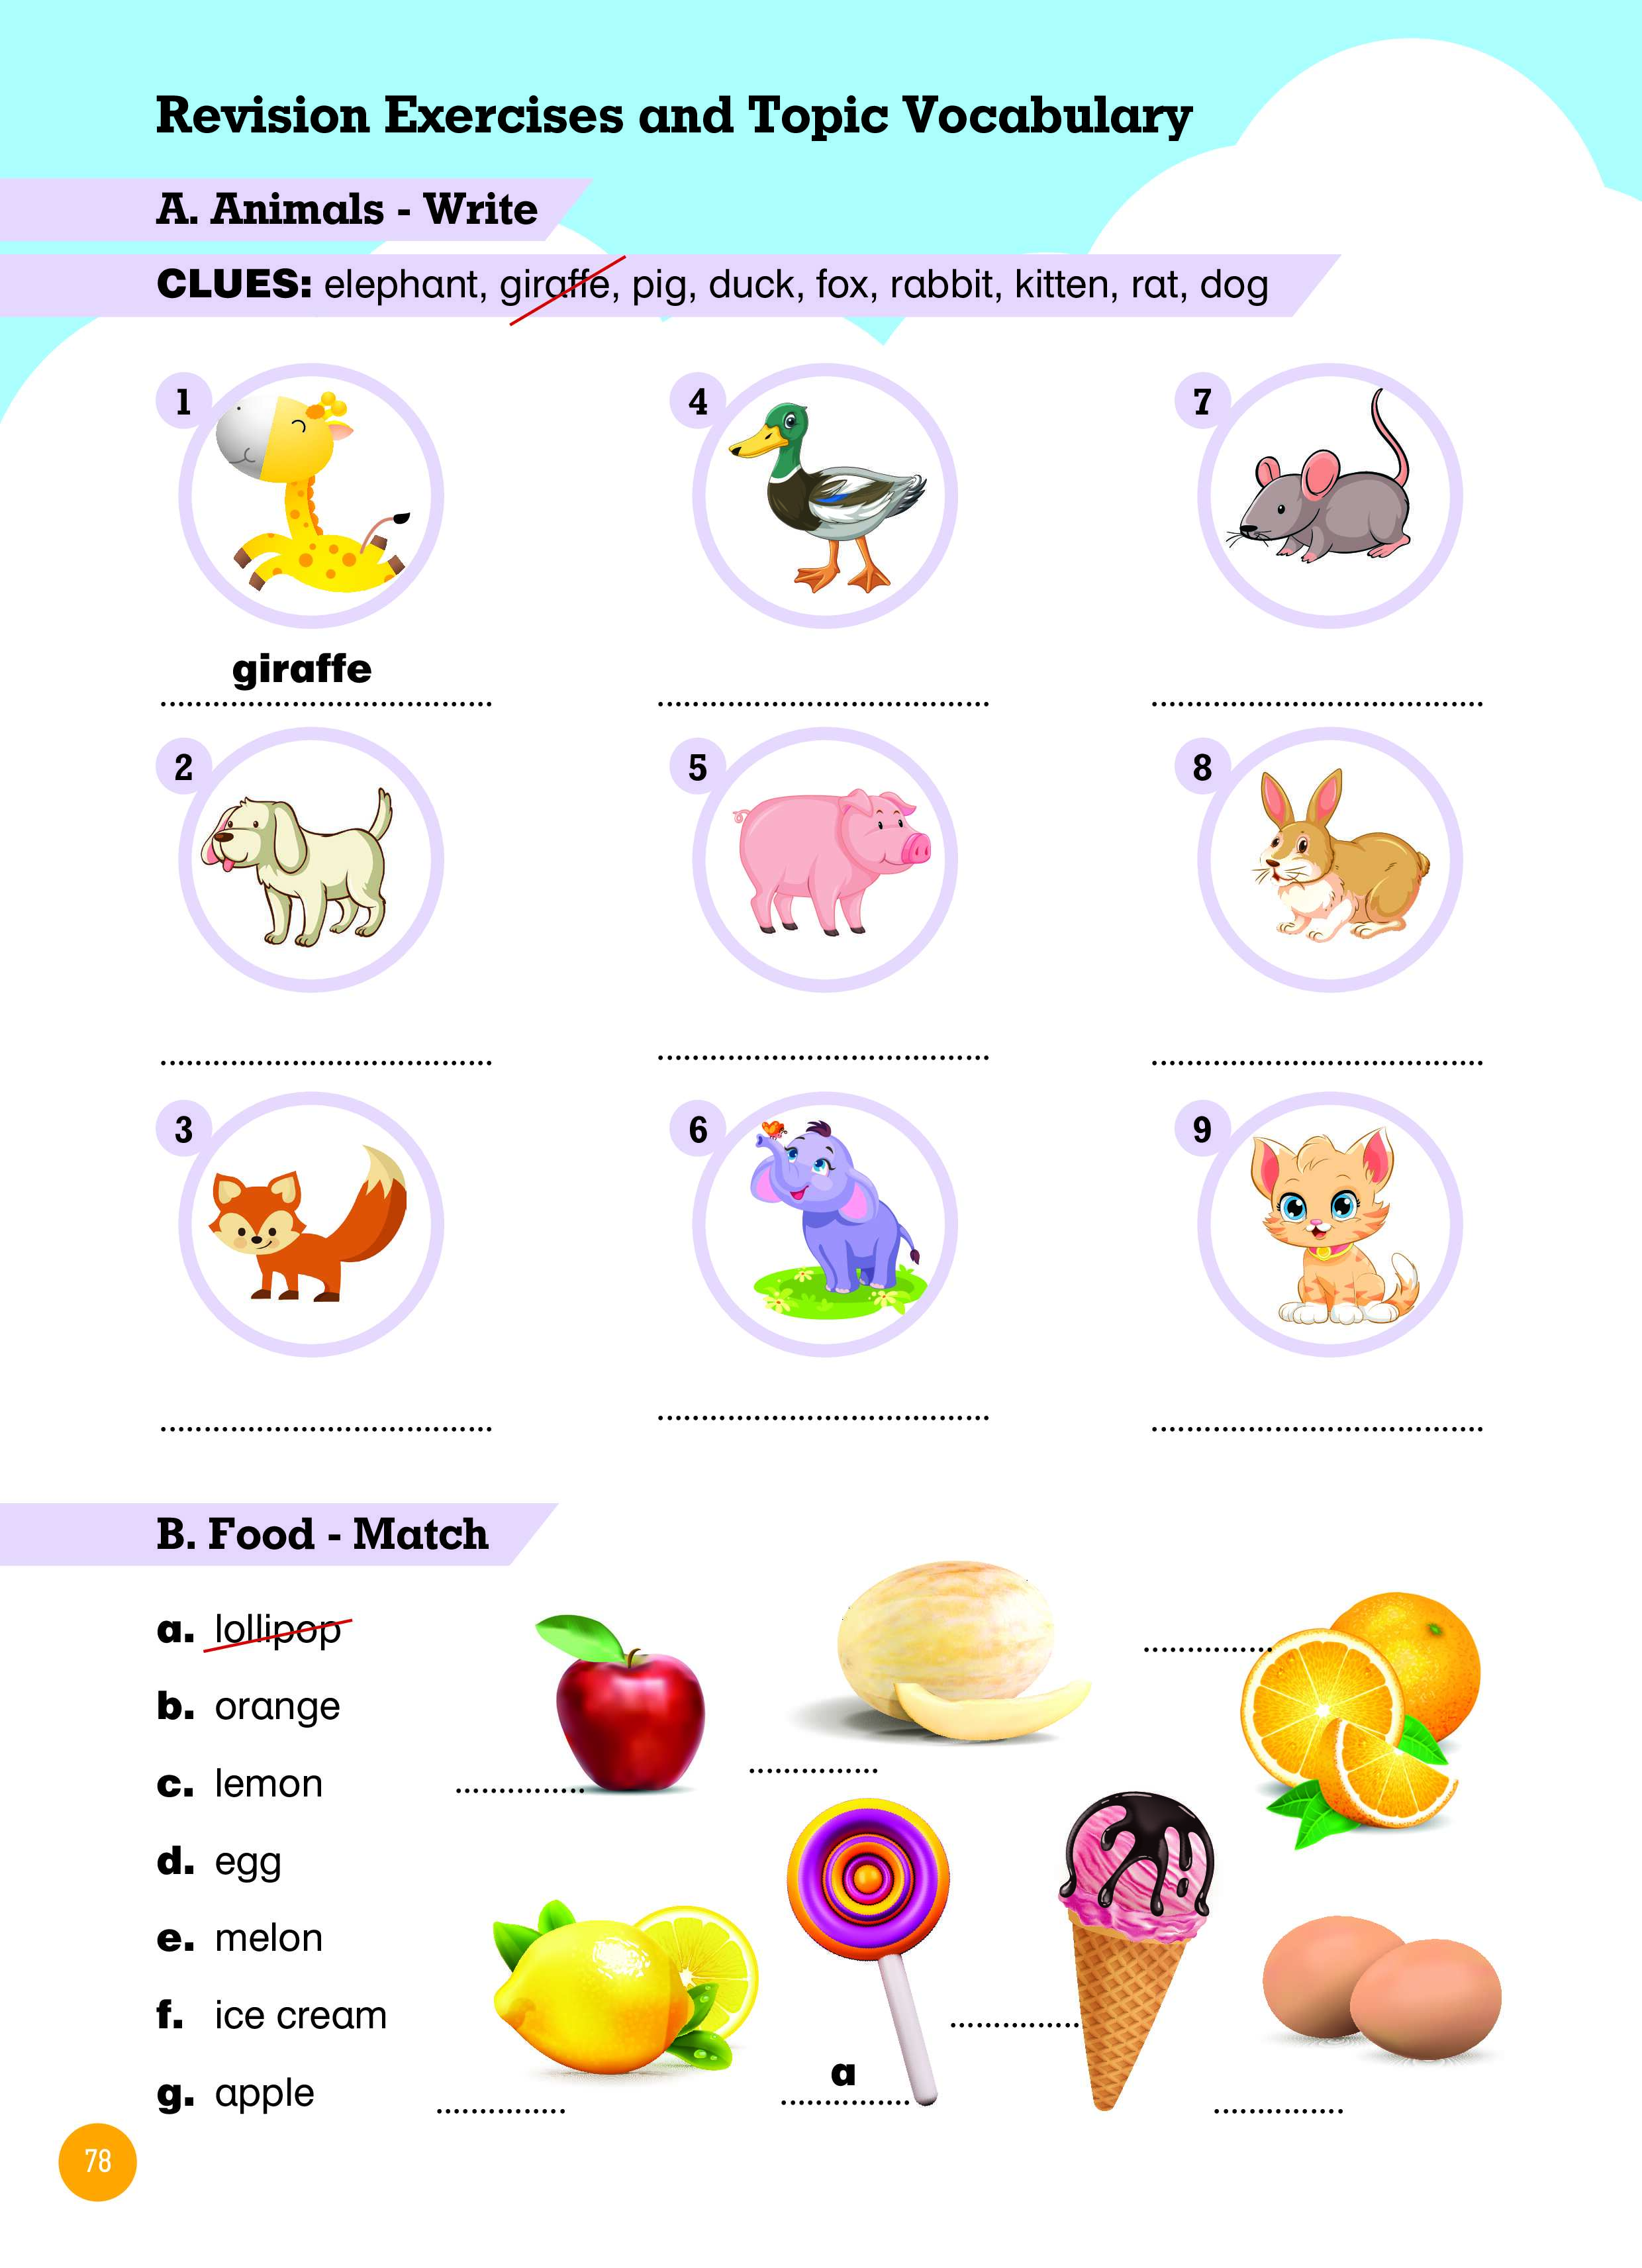 Revision Exercises and Topic Vocabulary
A. Animals - Write
CLUES: elephant, giraffe, pig, duck, fox, rabbit, kitten, rat, dog
1
4
7
giraffe
2
5
8
3
6
9
B. Food - Match
a. lollipop
b. orange
c. lemon
d. egg
e. melon
f. ice cream
g. apple
a
78